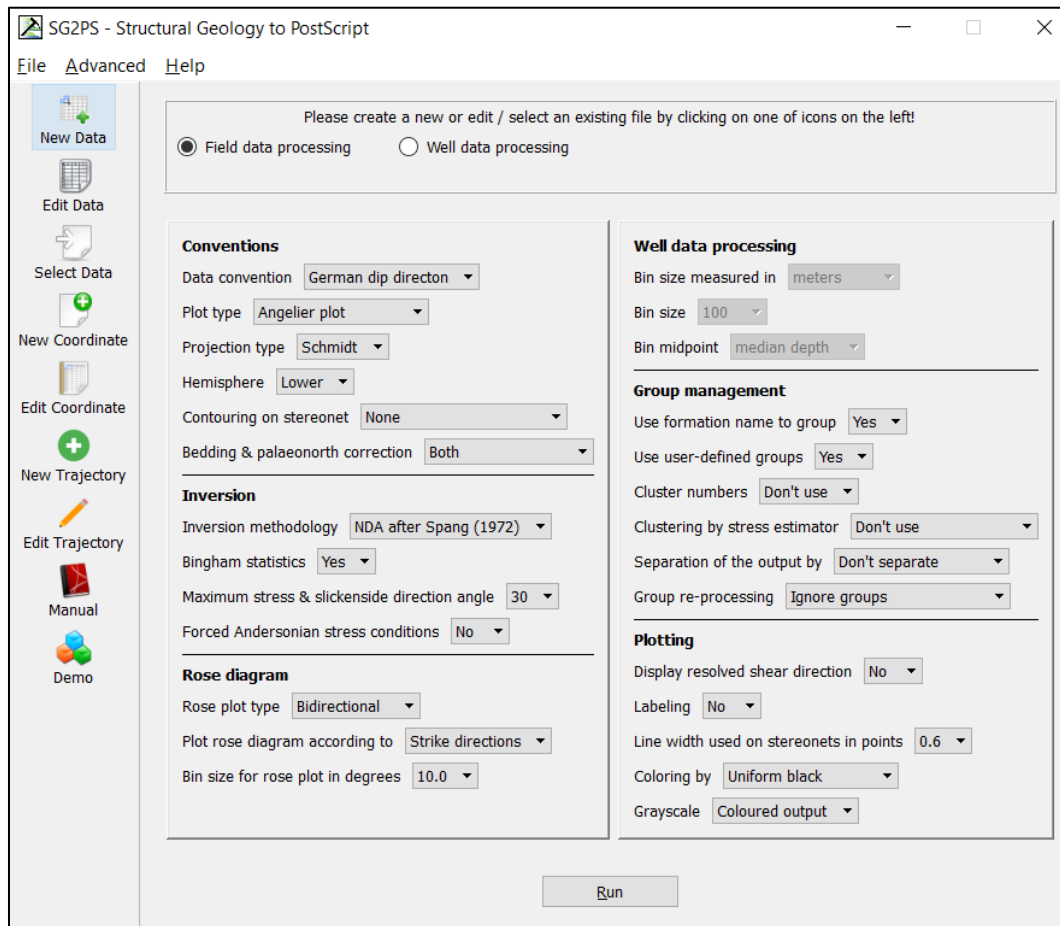 SG2PS - Structural Geology to PostScript
File Advanced Help
New Data
Edit Data
Select Data
New Coordinate
Edit Coordinate
New Trajectory
Edit Trajectory
Manual
Demo
Please create a new or edit / select an existing file by clicking on one of icons on the left!
Field data processing Well data processing
Conventions
Data convention German dip directon
Plot type Angelier plot
Projection type Schmidt
Hemisphere Lower
Contouring on stereonet None
Bedding & palaeonorth correction Both
Inversion
Inversion methodology NDA after Spang (1972)
Bingham statistics Yes
Maximum stress & slickenside direction angle 30
Forced Andersonian stress conditions No
Rose diagram
Rose plot type Bidirectional
Plot rose diagram according to Strike directions
Bin size for rose plot in degrees 10.0
Well data processing
Bin size measured in meters
Bin size 100
Bin midpoint median depth
Group management
Use formation name to group Yes
Use user-defined groups Yes
Cluster numbers Don't use
Clustering by stress estimator Don't use
Separation of the output by Don't separate
Group re-processing Ignore groups
Plotting
Display resolved shear direction No
Labeling No
Line width used on stereonets in points 0.6
Coloring by Uniform black
Grayscale Coloured output
Run